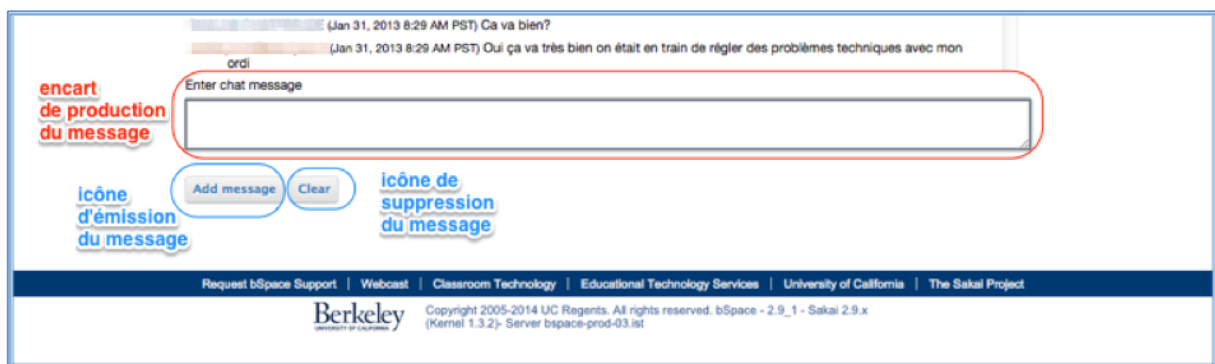 (Jan 31, 2013 8:29 AM PST) Ca va bien?
(Jan 31, 2013 8:29 AM PST) Oui ça va très bien on était en train de régler des problèmes techniques avec mon
ordi
Enter chat message
encart
de production
du message
Add message
Clear
icône
d'émission
du message
icône de
suppression
du message
Request bSpace Support | Webcast | Classroom Technology | Educational Technology Services | University of California | The Sakai Project
Berkeley
UNIVERSITY OF CALIFORNIA
Copyright 2005-2014 UC Regents. All rights reserved. bSpace - 2.9_1 - Sakai 2.9.x
(Kernel 1.3.2)- Server bspace-prod-03.ist